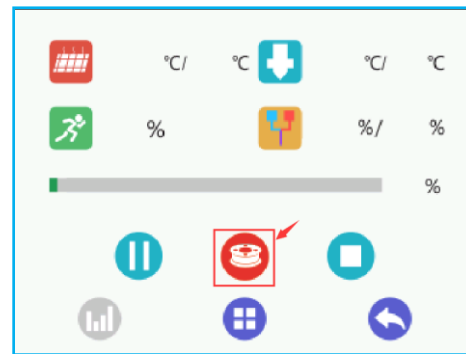 ℃/ ℃ ℃/ ℃
% %/ %
%